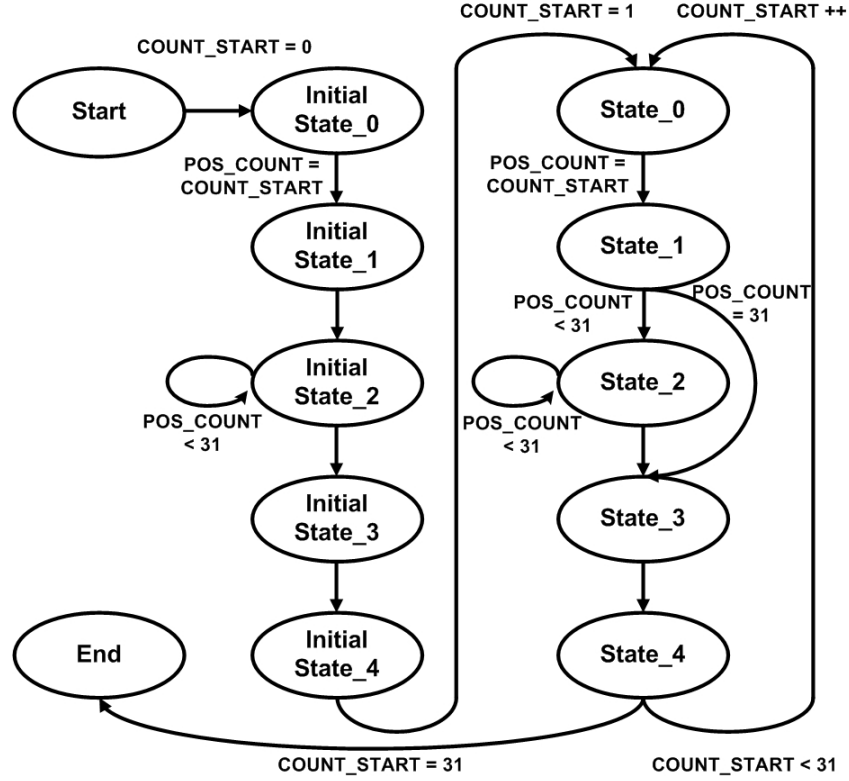 COUNT_START = 1
COUNT_START ++
COUNT_START = 0
Start
Initial
State_0
State_0
POS_COUNT =
COUNT_START
POS_COUNT =
COUNT_START
Initial
State_1
State_1
POS_COUNT
< 31
POS_COUNT
= 31
Initial
State_2
State_2
POS_COUNT
< 31
POS_COUNT
< 31
Initial
State_3
State_3
End
Initial
State_4
State_4
COUNT_START = 31
COUNT_START < 31